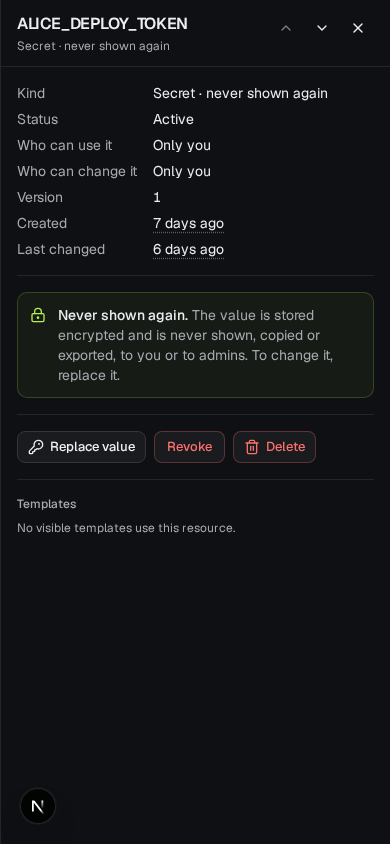 ALICE_DEPLOY_TOKEN
Secret · never shown again
Kind Secret · never shown again
Status Active
Who can use it Only you
Who can change it Only you
Version 1
Created 7 days ago
Last changed 6 days ago
Never shown again. The value is stored
encrypted and is never shown, copied or
exported, to you or to admins. To change it,
replace it.
Replace value Revoke Delete
Templates
No visible templates use this resource.
N